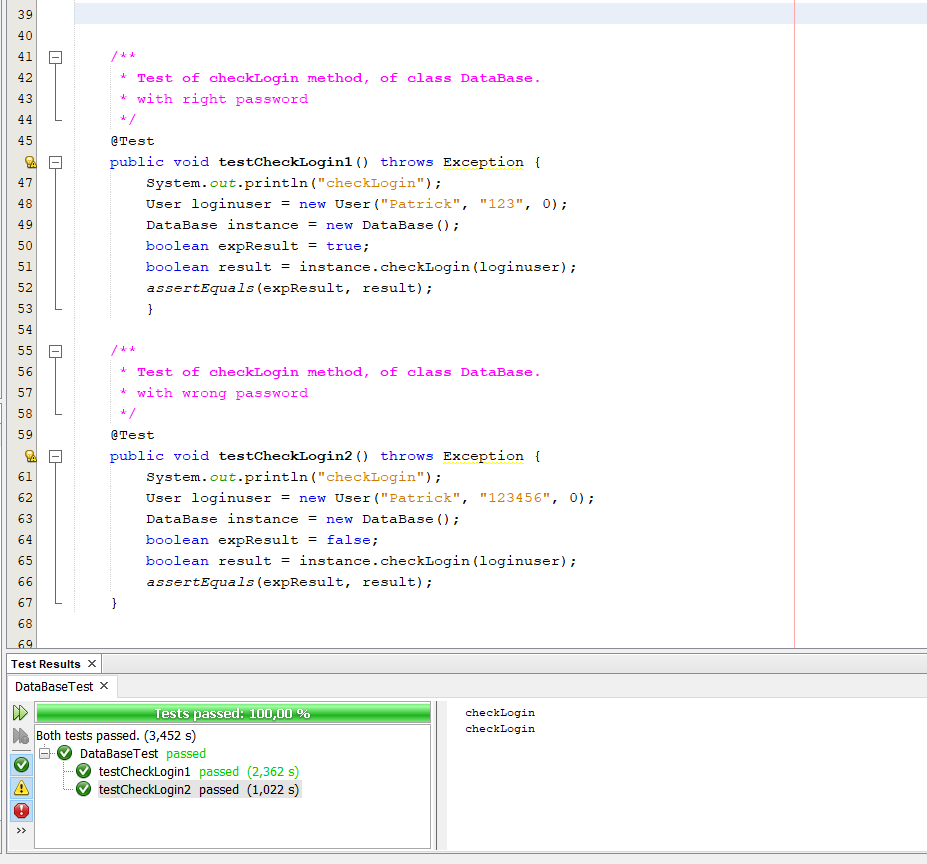 39
40
41 /**
42 * Test of checkLogin method, of class DataBase.
43 * with right password
44 */
45 @Test
public void testCheckLogin1() throws Exception {
47 System.out.println("checkLogin");
48 User loginuser = new User("Patrick", "123", 0);
49 DataBase instance = new DataBase();
50 boolean expResult = true;
51 boolean result = instance.checkLogin(loginuser);
52 assertEquals(expResult, result);
53 }
54
55 /**
56 * Test of checkLogin method, of class DataBase.
57 * with wrong password
58 */
59 @Test
public void testCheckLogin2() throws Exception {
61 System.out.println("checkLogin");
62 User loginuser = new User("Patrick", "123456", 0);
63 DataBase instance = new DataBase();
64 boolean expResult = false;
65 boolean result = instance.checkLogin(loginuser);
66 assertEquals(expResult, result);
67 }
68
69
Test Results
DataBaseTest
Tests passed: 100,00 %
Both tests passed. (3,452 s)
DataBaseTest passed
testCheckLogin1 passed (2,362 s)
testCheckLogin2 passed (1,022 s)
checkLogin
checkLogin